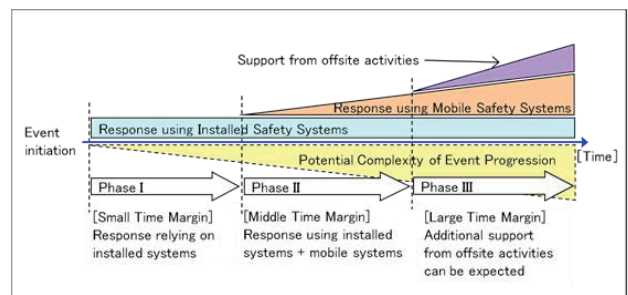 Support from offsite activities
Response using Mobile Safety Systems
Response using Installed Safety Systems
Event
initiation
[Time]
Potential Complexity of Event Progression
Phase Ⅰ
Phase Ⅱ
Phase Ⅲ
[Small Time Margin]
Response relying on
installed systems
[Middle Time Margin]
Response using installed
systems + mobile systems
[Large Time Margin]
Additional support
from offsite activities
can be expected